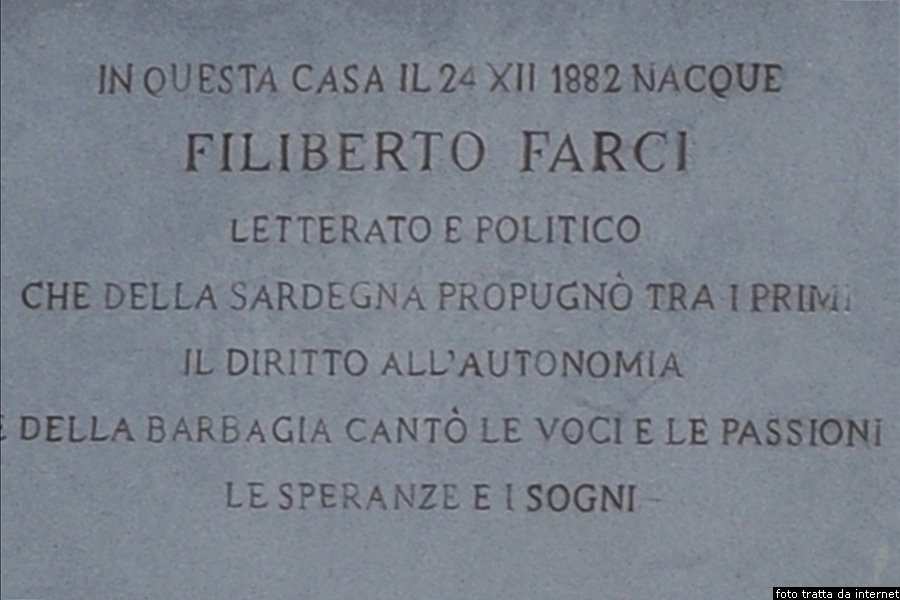 IN QUESTA CASA IL 24 XII 1882 NACQUE
FILIBERTO FARCI
LETTERATO E POLITICO
CHE DELLA SARDEGNA PROPUGNÒ TRA I PRIMI
IL DIRITTO ALL'AUTONOMIA
E DELLA BARBAGIA CANTÒ LE VOCI E LE PASSIONI
LE SPERANZE E I SOGNI
foto tratta da internet